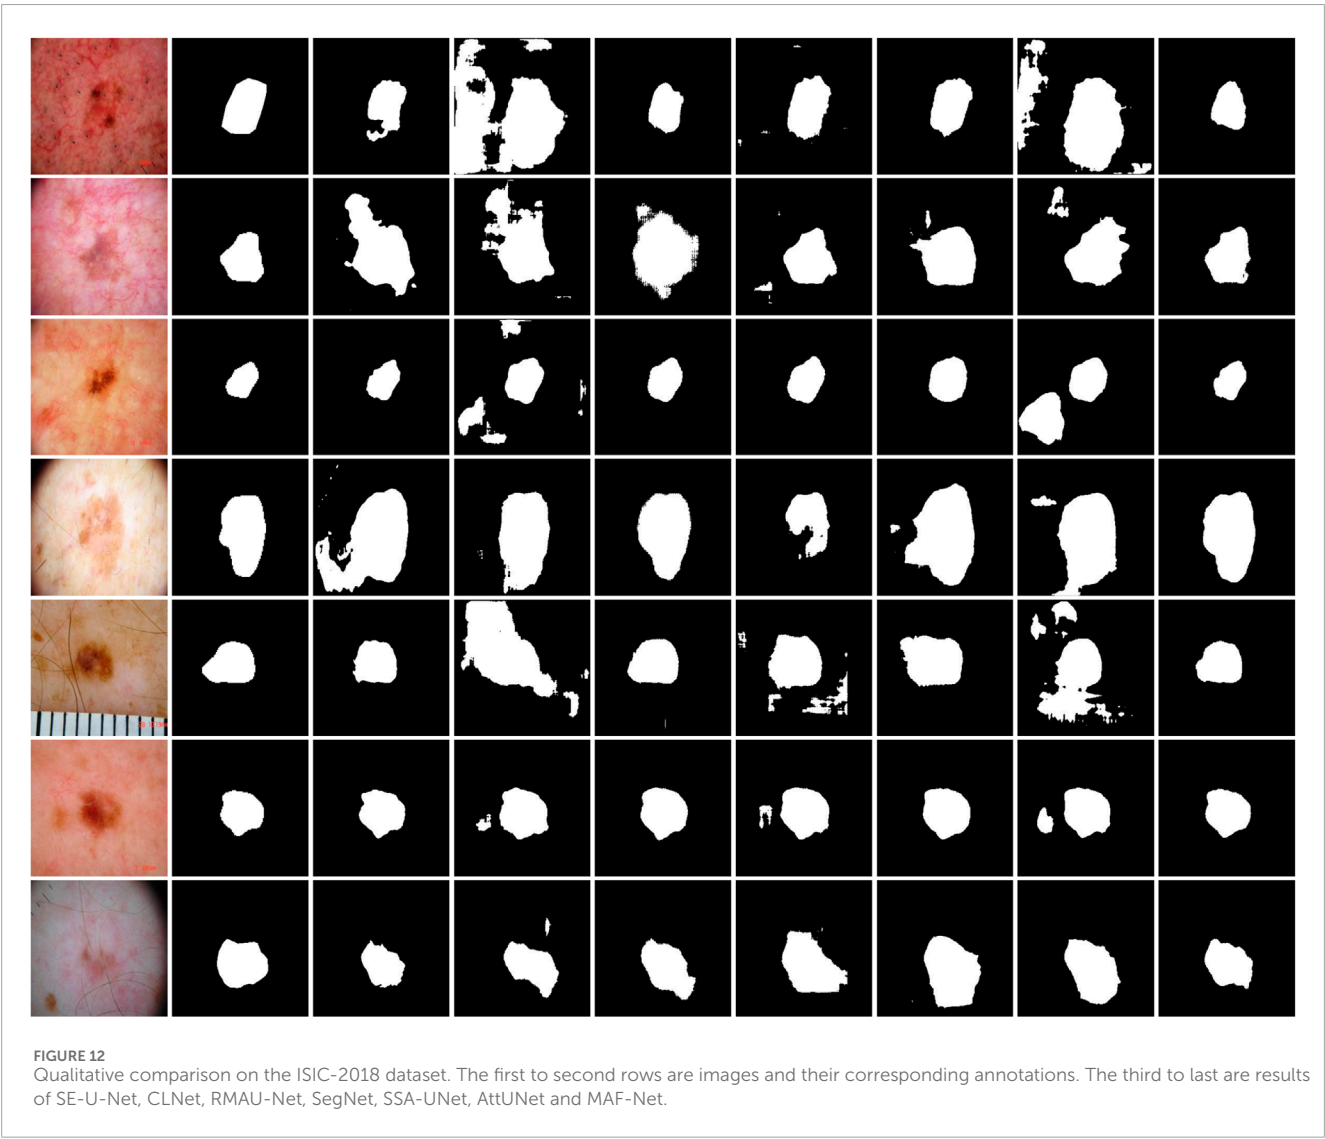 FIGURE 12
Qualitative comparison on the ISIC-2018 dataset. The first to second rows are images and their corresponding annotations. The third to last are results
of SE-U-Net, CLNet, RMAU-Net, SegNet, SSA-UNet, AttUNet and MAF-Net.